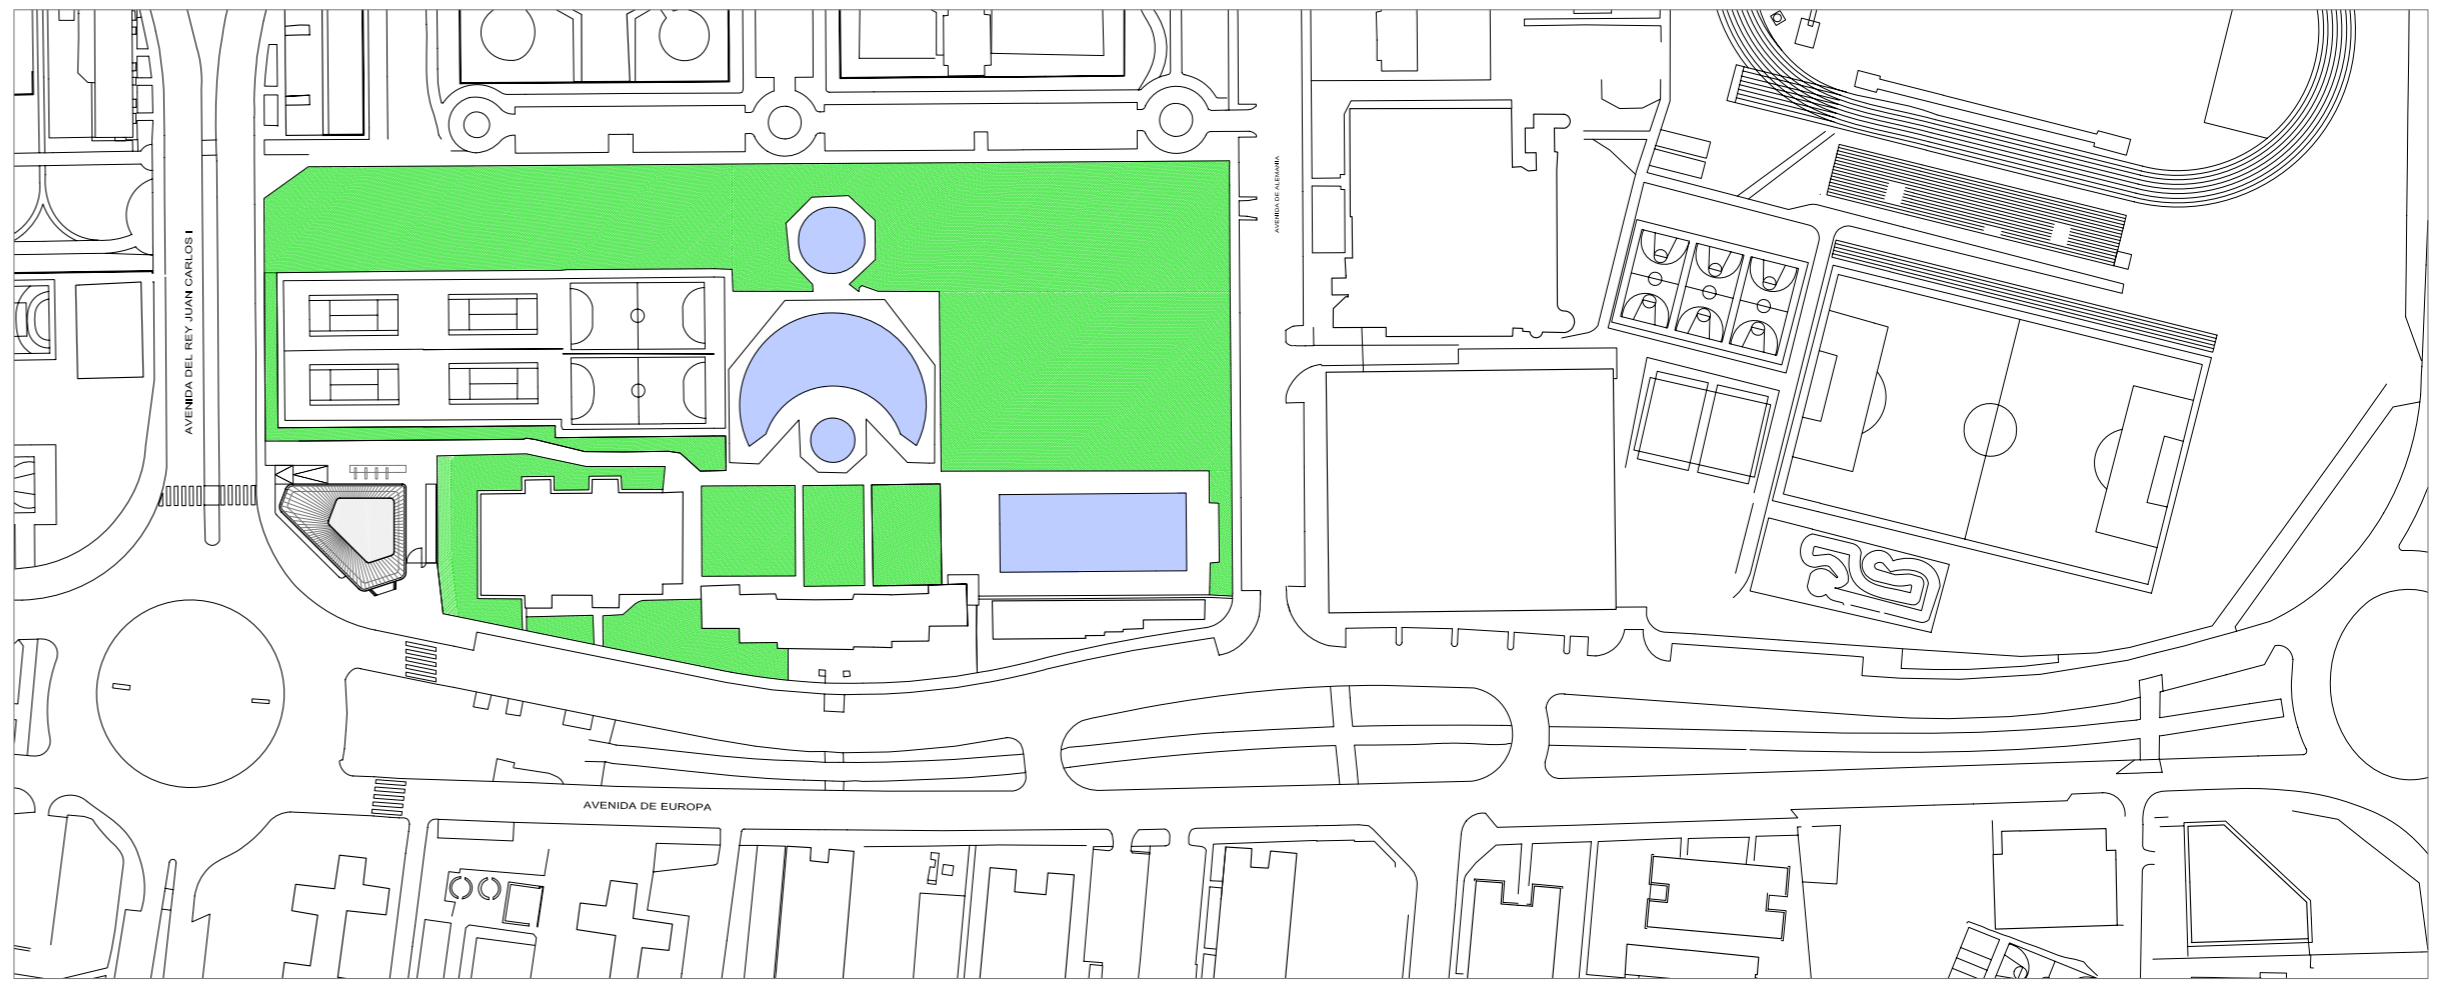 AVENIDA DEL REY JUAN CARLOS I
AVENIDA DE ALEMANIA
AVENIDA DE EUROPA